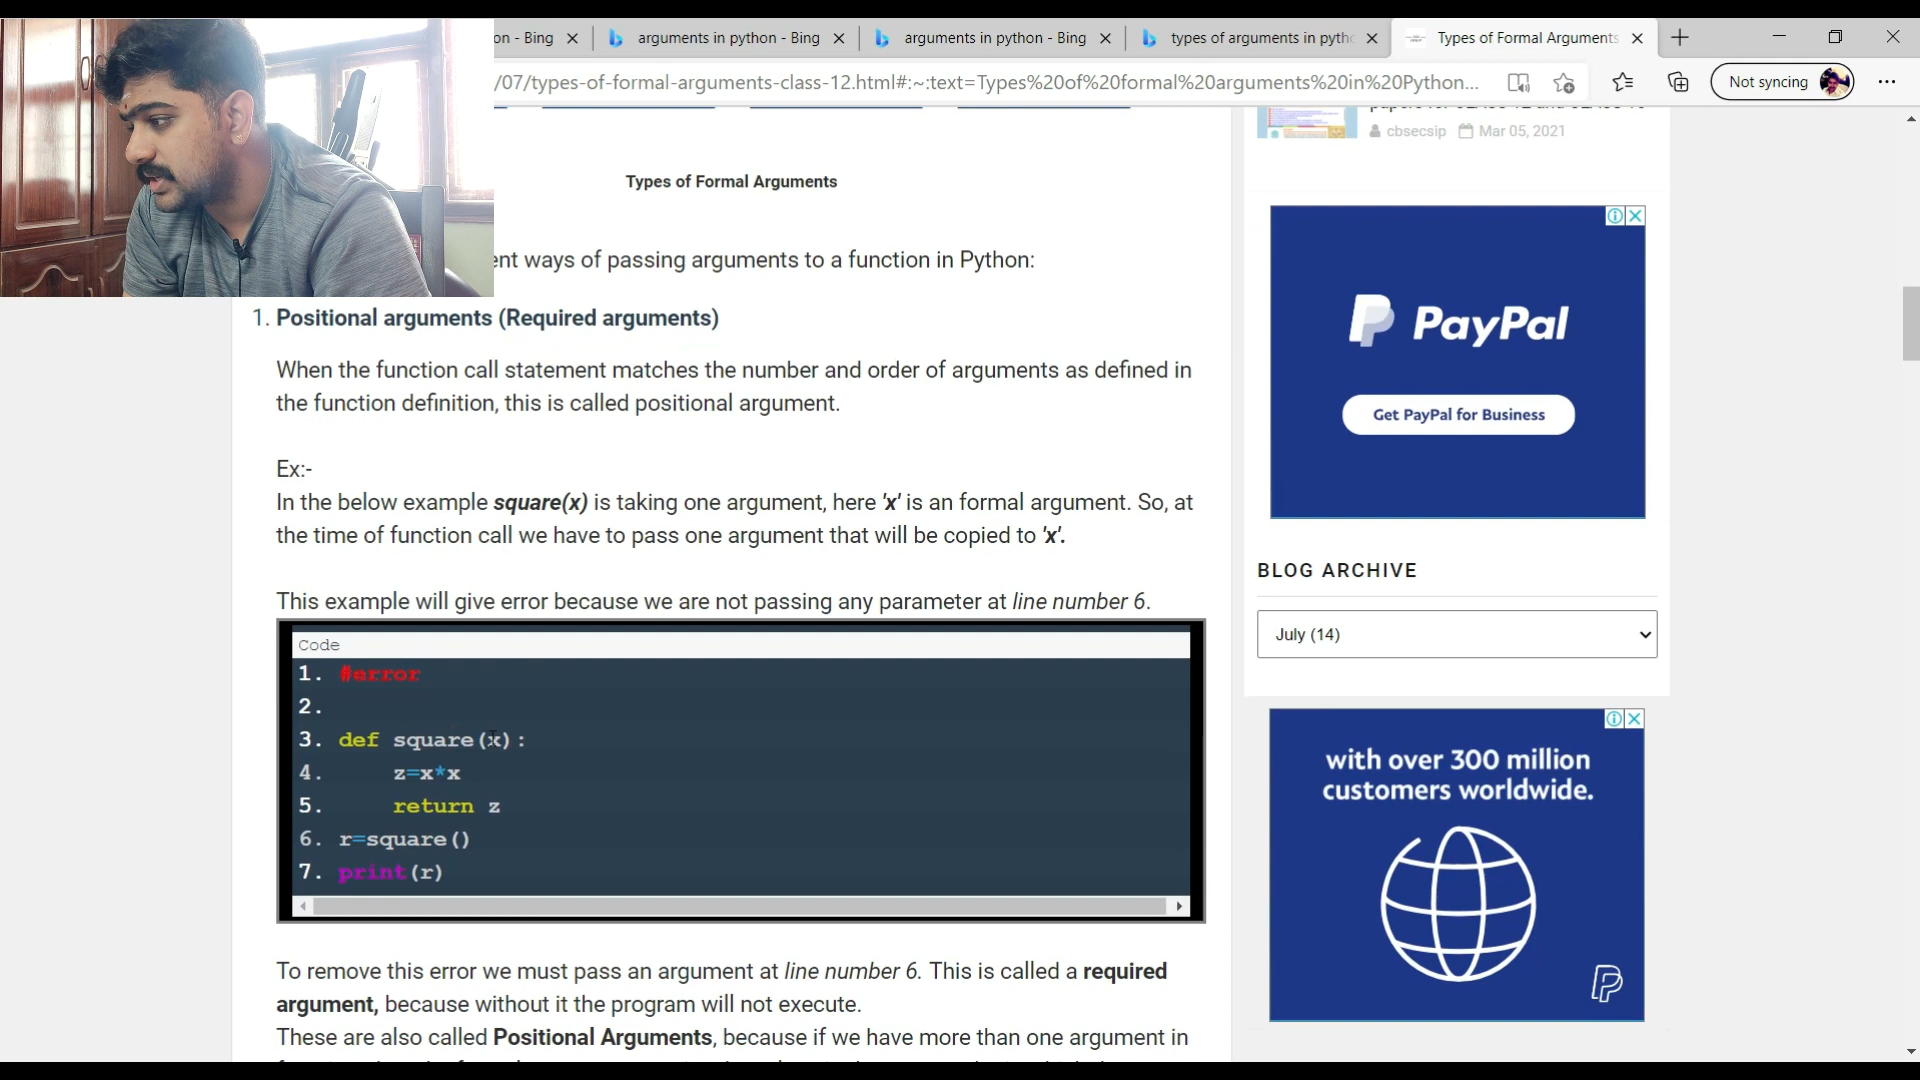 on - Bing
arguments in python - Bing
arguments in python - Bing
types of arguments in pytho
Types of Formal Arguments
/07/types-of-formal-arguments-class-12.html#:~:text=Types%20of%20formal%20arguments%20in%20Python...
Not syncing
cbsecsip Mar 05, 2021
Types of Formal Arguments
ent ways of passing arguments to a function in Python:
1. Positional arguments (Required arguments)
When the function call statement matches the number and order of arguments as defined in
the function definition, this is called positional argument.
Ex:-
In the below example square(x) is taking one argument, here 'x' is an formal argument. So, at
the time of function call we have to pass one argument that will be copied to 'x'.
This example will give error because we are not passing any parameter at line number 6.
Code
1. #error
2.
3. def square(x):
4. z=x*x
5. return z
6. r=square()
7. print(r)
To remove this error we must pass an argument at line number 6. This is called a required
argument, because without it the program will not execute.
These are also called Positional Arguments, because if we have more than one argument in
PayPal
Get PayPal for Business
BLOG ARCHIVE
July (14)
with over 300 million
customers worldwide.